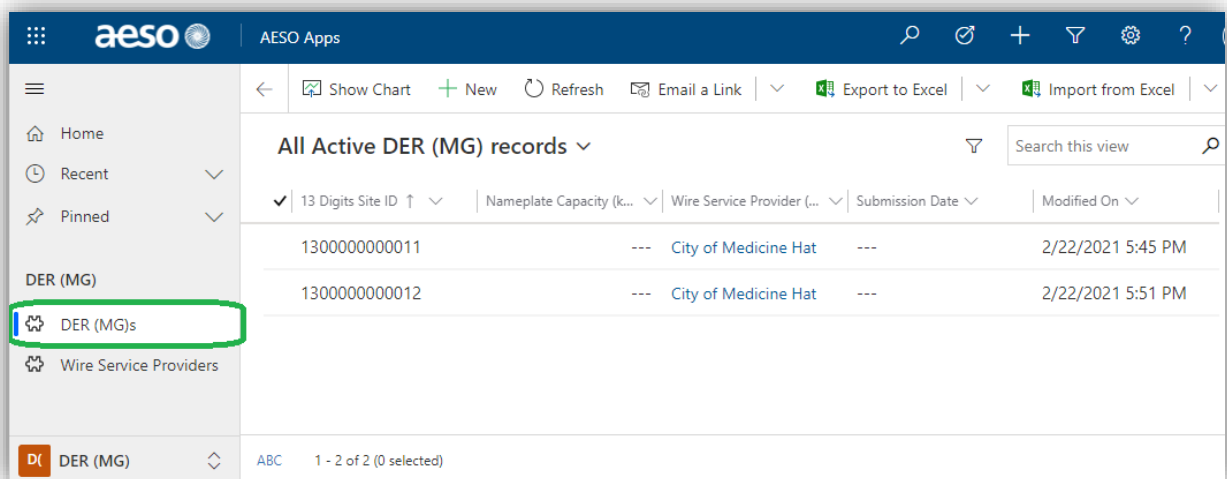 aeso AESO Apps
Show Chart New Refresh Email a Link Export to Excel Import from Excel
Home
Recent
Pinned
DER (MG)
DER (MG)s
Wire Service Providers
D( DER (MG)
All Active DER (MG) records Search this view
13 Digits Site ID ↑ Nameplate Capacity (k... Wire Service Provider (... Submission Date Modified On
1300000000011 --- City of Medicine Hat --- 2/22/2021 5:45 PM
1300000000012 --- City of Medicine Hat --- 2/22/2021 5:51 PM
ABC 1 - 2 of 2 (0 selected)